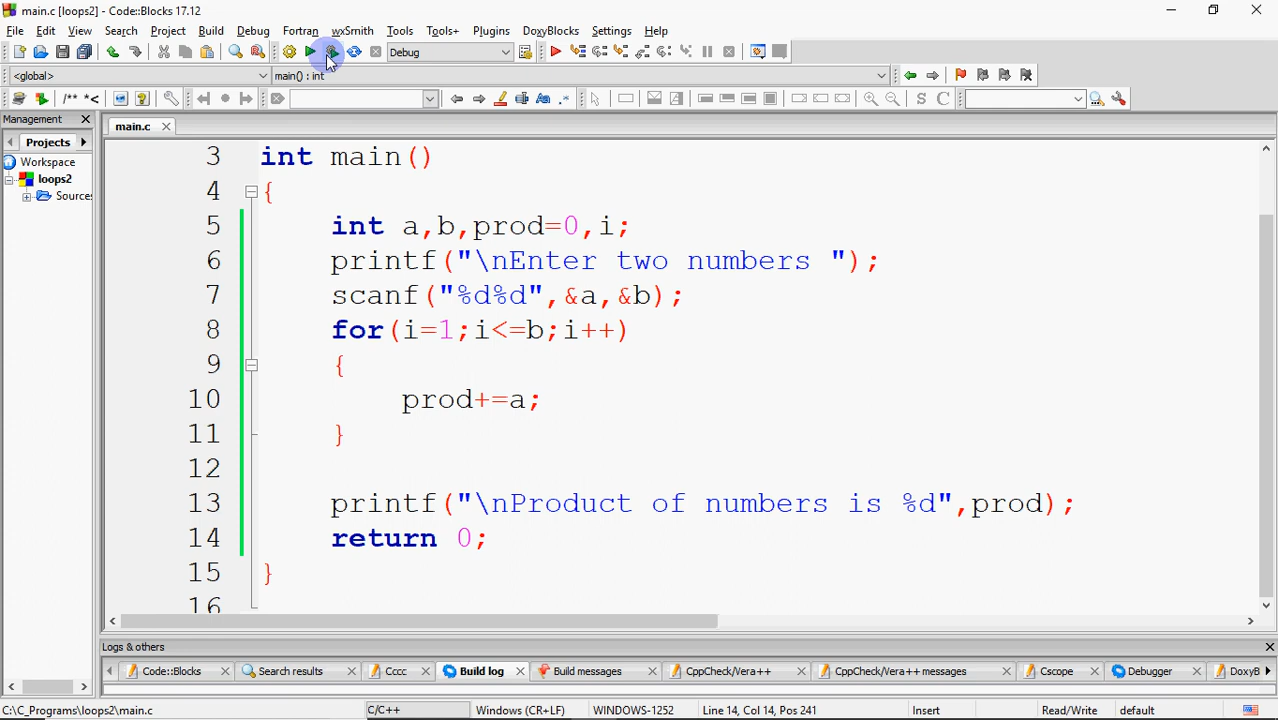 main.c [loops2] - Code::Blocks 17.12
File Edit View Search Project Build Debug Fortran wxSmith Tools Tools+ Plugins DoxyBlocks Settings Help
Debug
<global> main() : int
/** *<
S C
Management
main.c
Projects
Workspace
loops2
Sources
3 int main()
4 {
5 int a,b,prod=0,i;
6 printf("\nEnter two numbers ");
7 scanf("%d%d",&a,&b);
8 for(i=1;i<=b;i++)
9 {
10 prod+=a;
11 }
12
13 printf("\nProduct of numbers is %d",prod);
14 return 0;
15 }
16
Logs & others
Code::Blocks Search results Cccc Build log Build messages CppCheck/Vera++ CppCheck/Vera++ messages Cscope Debugger DoxyB
C:\C_Programs\loops2\main.c C/C++ Windows (CR+LF) WINDOWS-1252 Line 14, Col 14, Pos 241 Insert Read/Write default